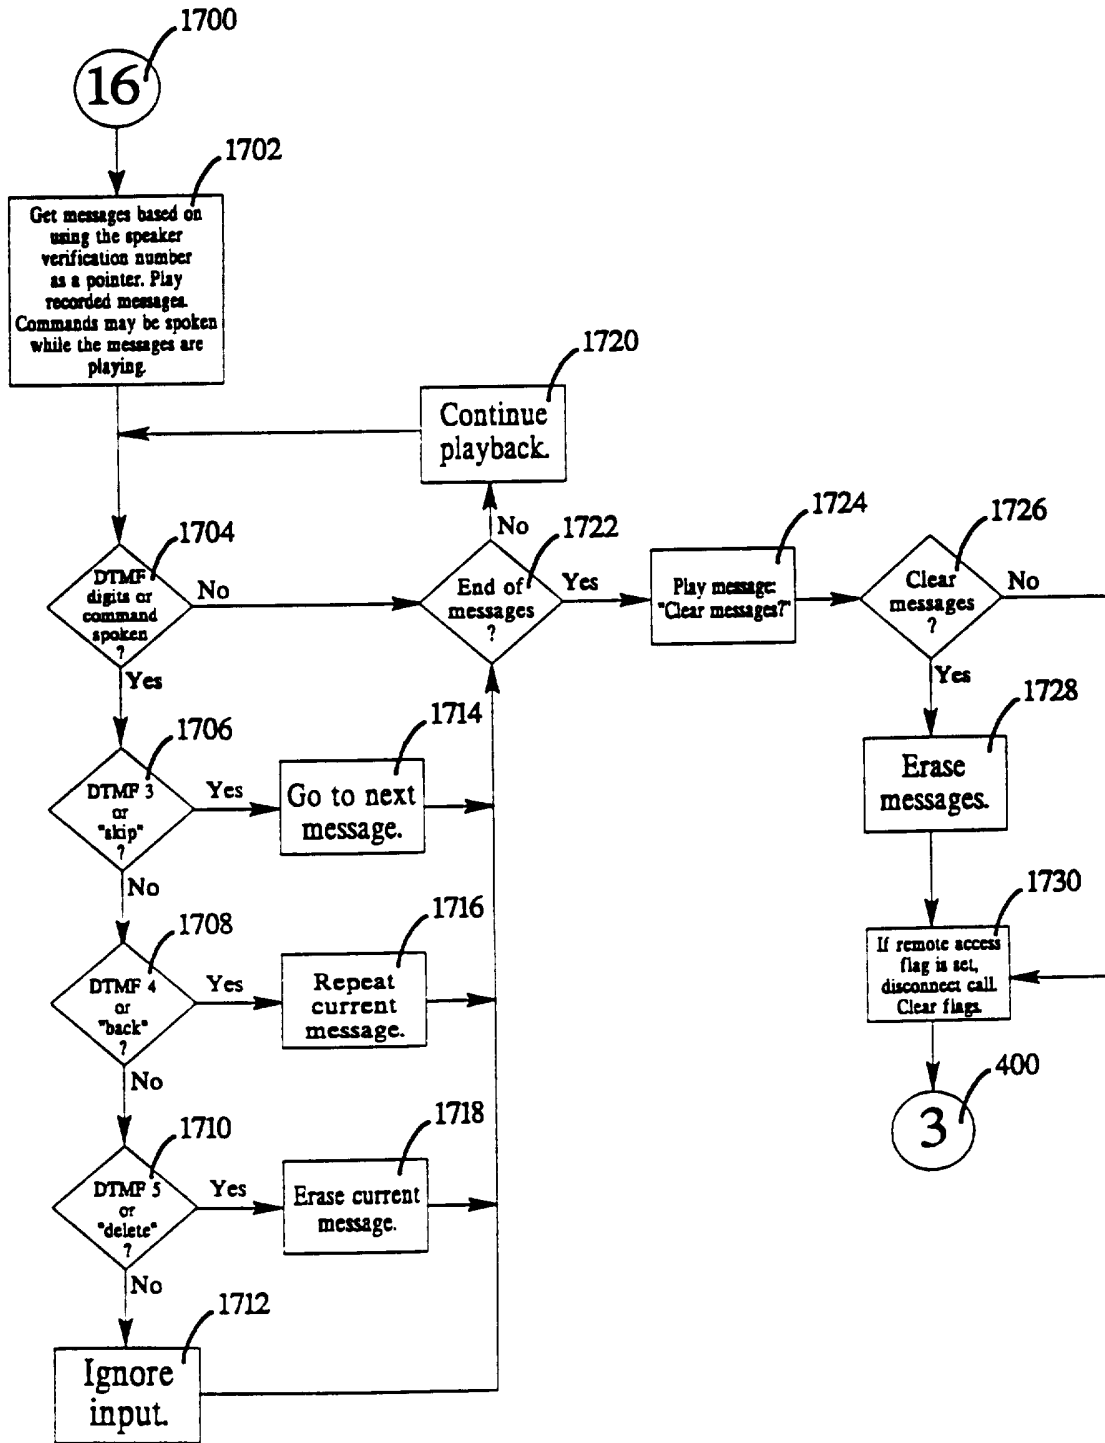 1700
16
1702
Get messages based on
using the speaker
verification number
as a pointer. Play
recorded messages.
Commands may be spoken
while the messages are
playing.
1720
Continue
playback.
1704
DTMF
digits or
command
spoken
?
No
Yes
No
1722
End of
messages
?
Yes
1724
Play message:
"Clear messages?"
1726
Clear
messages
?
No
Yes
1706
DTMF 3
or
"skip"
?
Yes
No
1714
Go to next
message.
1728
Erase
messages.
1708
DTMF 4
or
"back"
?
Yes
No
1716
Repeat
current
message.
1730
If remote access
flag is set,
disconnect call.
Clear flags.
400
3
1710
DTMF 5
or
"delete"
?
Yes
No
1718
Erase current
message.
1712
Ignore
input.